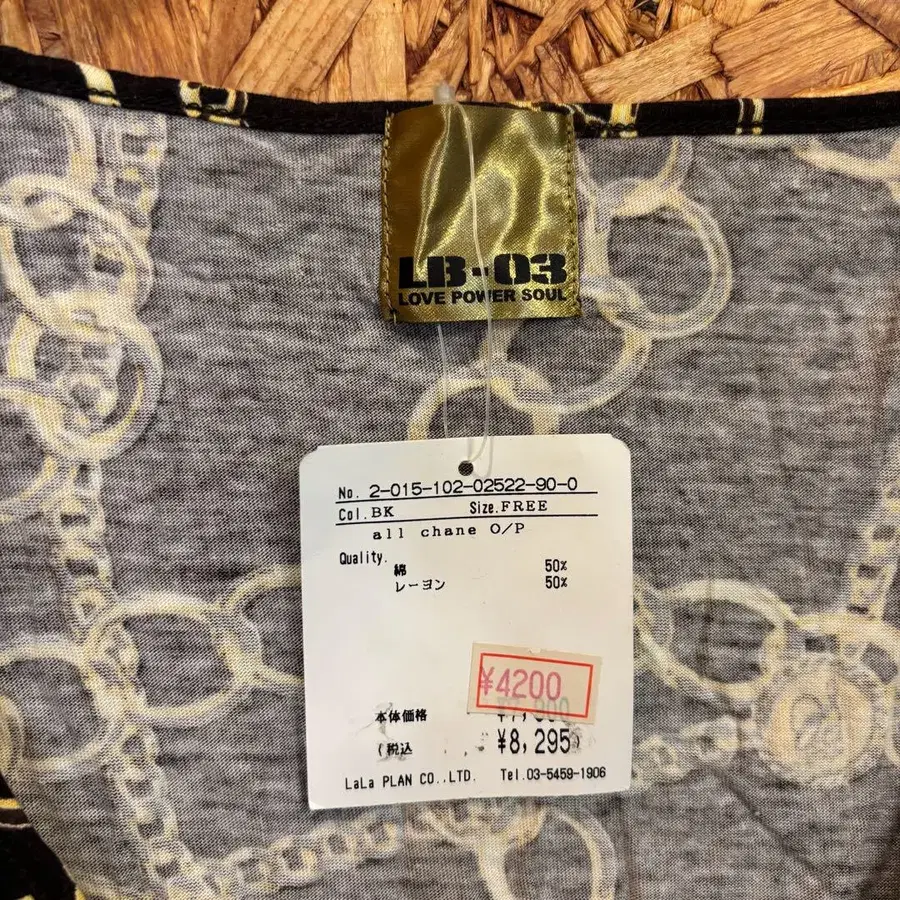 LB-03
LOVE POWER SOUL
No. 2-015-102-02522-90-0
Col. BK Size. FREE
all chane O/P
Quality.
綿 50%
レーヨン 50%
¥4200
本体価格
(税込 ¥8,295)
LaLa PLAN CO.,LTD. Tel.03-5459-1906